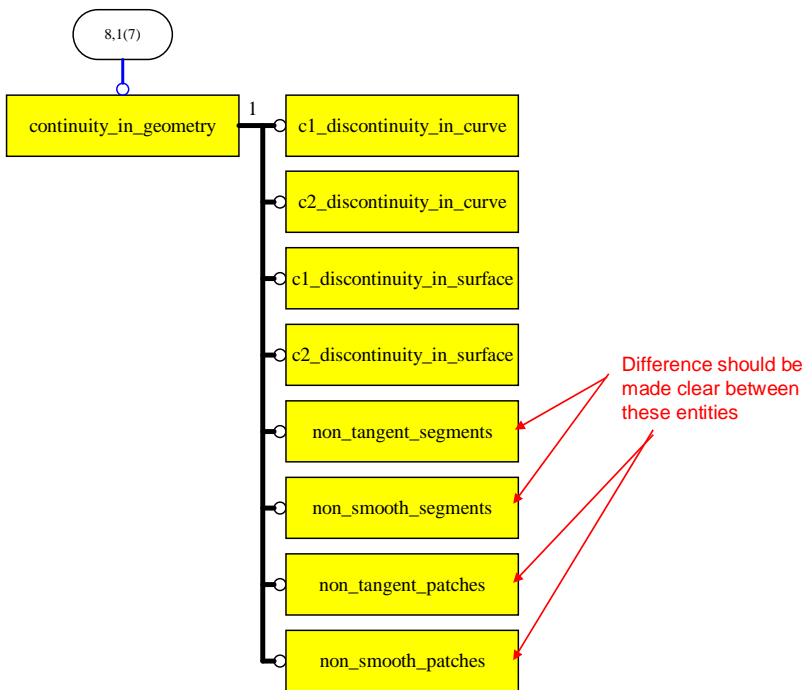 8,1(7)
continuity_in_geometry
1
c1_discontinuity_in_curve
c2_discontinuity_in_curve
c1_discontinuity_in_surface
c2_discontinuity_in_surface
Difference should be
made clear between
these entities
non_tangent_segments
non_smooth_segments
non_tangent_patches
non_smooth_patches